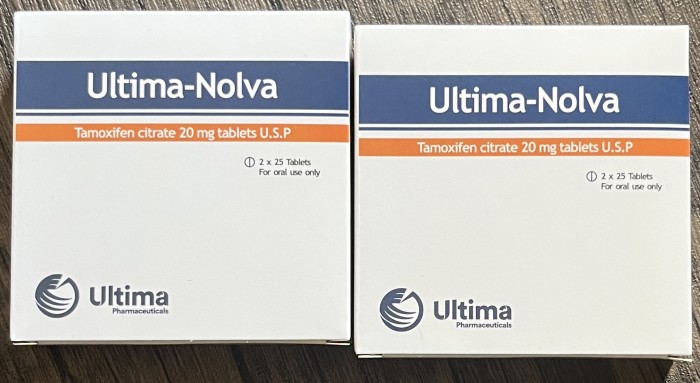 Ultima-Nolva
Tamoxifen citrate 20 mg tablets U.S.P
2 x 25 Tablets
For oral use only
Ultima
Pharmaceuticals
Ultima-Nolva
Tamoxifen citrate 20 mg tablets U.S.P
2 x 25 Tablets
For oral use only
Ultima
Pharmaceuticals